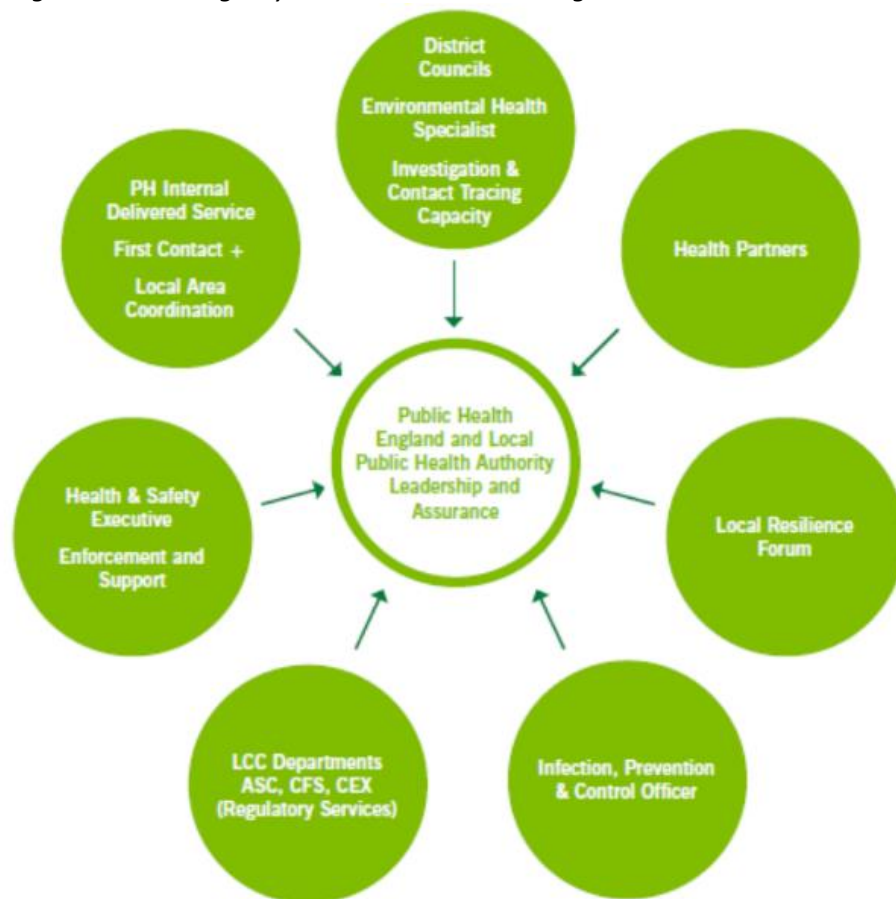 District
Councils
Environmental Health
Specialist
Investigation &
Contact Tracing
Capacity
PH Internal
Delivered Service
First Contact +
Local Area
Coordination
Health Partners
Public Health
England and Local
Public Health Authority
Leadership and
Assurance
Health & Safety
Executive
Enforcement and
Support
Local Resilience
Forum
LCC Departments
ASC, CFS, CEX
(Regulatory Services)
Infection, Prevention
& Control Officer